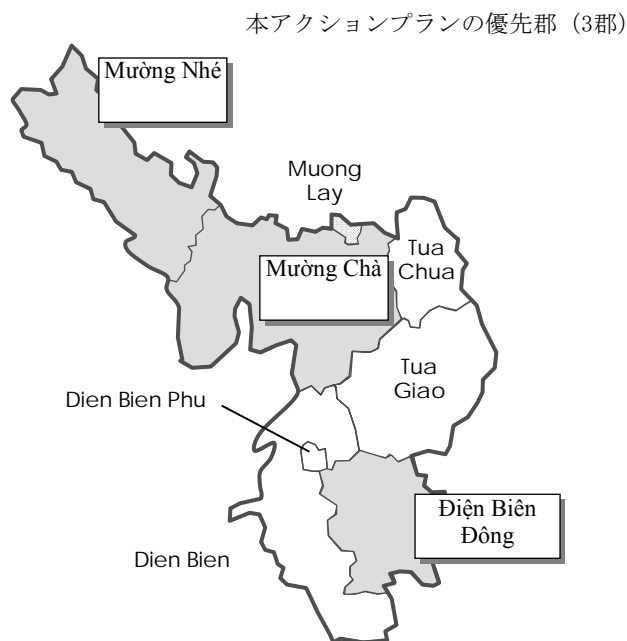 本アクションプランの優先郡（3郡）
Mường Nhé
Muong
Lay
Tua
Chua
Mường Chà
Tua
Giao
Dien Bien Phu
Điện Biên
Đông
Dien Bien